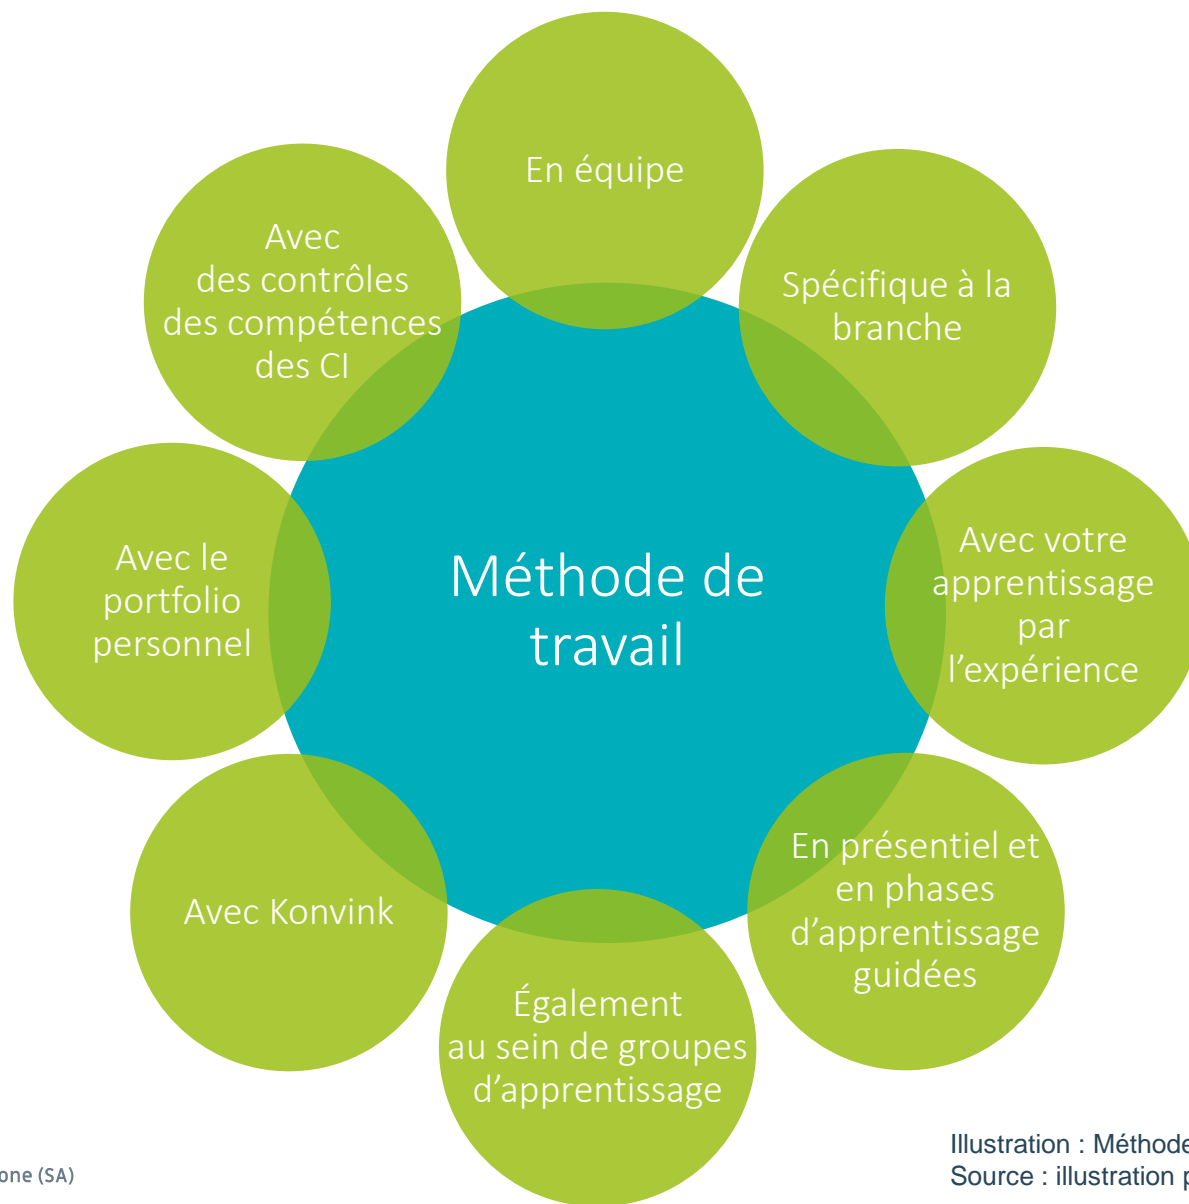 En équipe
Spécifique à la
branche
Avec votre
apprentissage
par
l’expérience
En présentiel et
en phases
d’apprentissage
guidées
Également
au sein de groupes
d’apprentissage
Avec Konvink
Avec le
portfolio
personnel
Avec
des contrôles
des compétences
des CI
Méthode de
travail
Illustration : Méthode
Source : illustration p
one (SA)